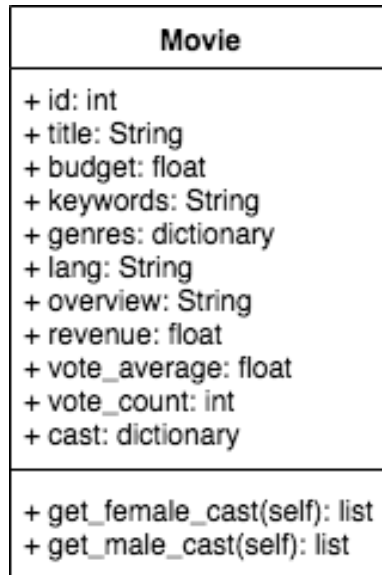 Movie
+ id: int
+ title: String
+ budget: float
+ keywords: String
+ genres: dictionary
+ lang: String
+ overview: String
+ revenue: float
+ vote_average: float
+ vote_count: int
+ cast: dictionary
+ get_female_cast(self): list
+ get_male_cast(self): list